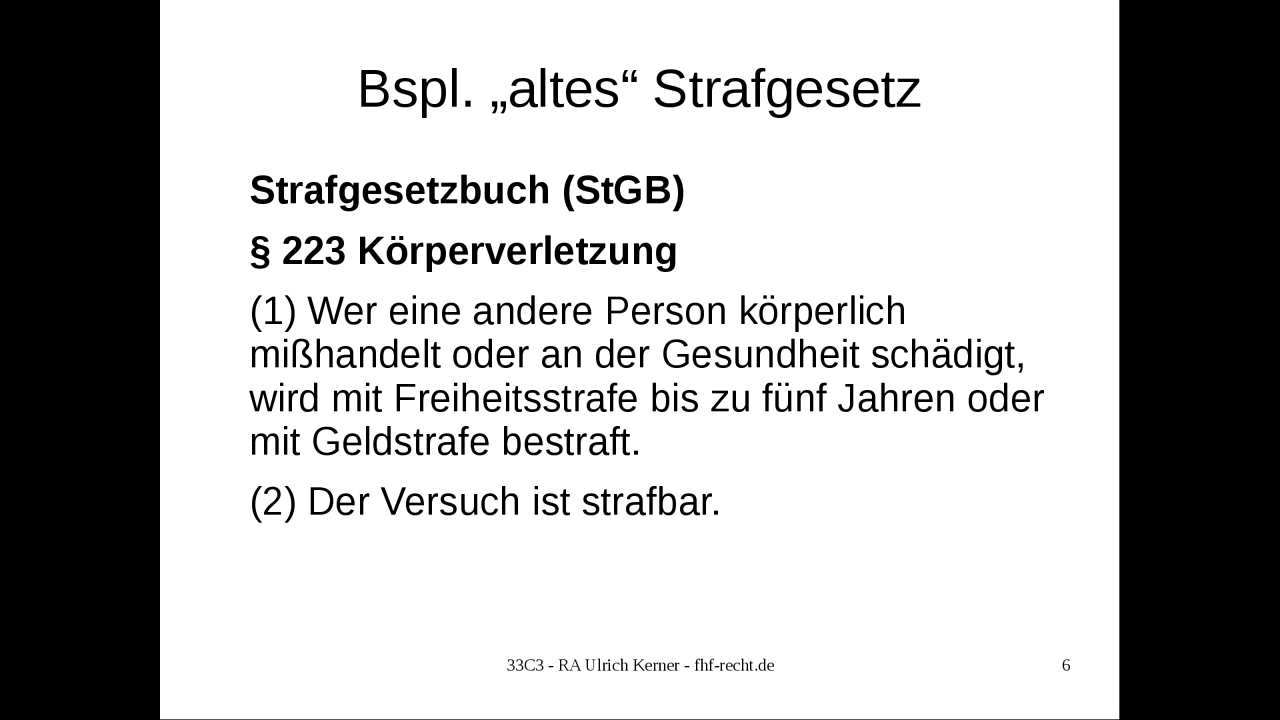 Bspl. „altes“ Strafgesetz
Strafgesetzbuch (StGB)
§ 223 Körperverletzung
(1) Wer eine andere Person körperlich
mißhandelt oder an der Gesundheit schädigt,
wird mit Freiheitsstrafe bis zu fünf Jahren oder
mit Geldstrafe bestraft.
(2) Der Versuch ist strafbar.
33C3 - RA Ulrich Kerner - fhf-recht.de
6